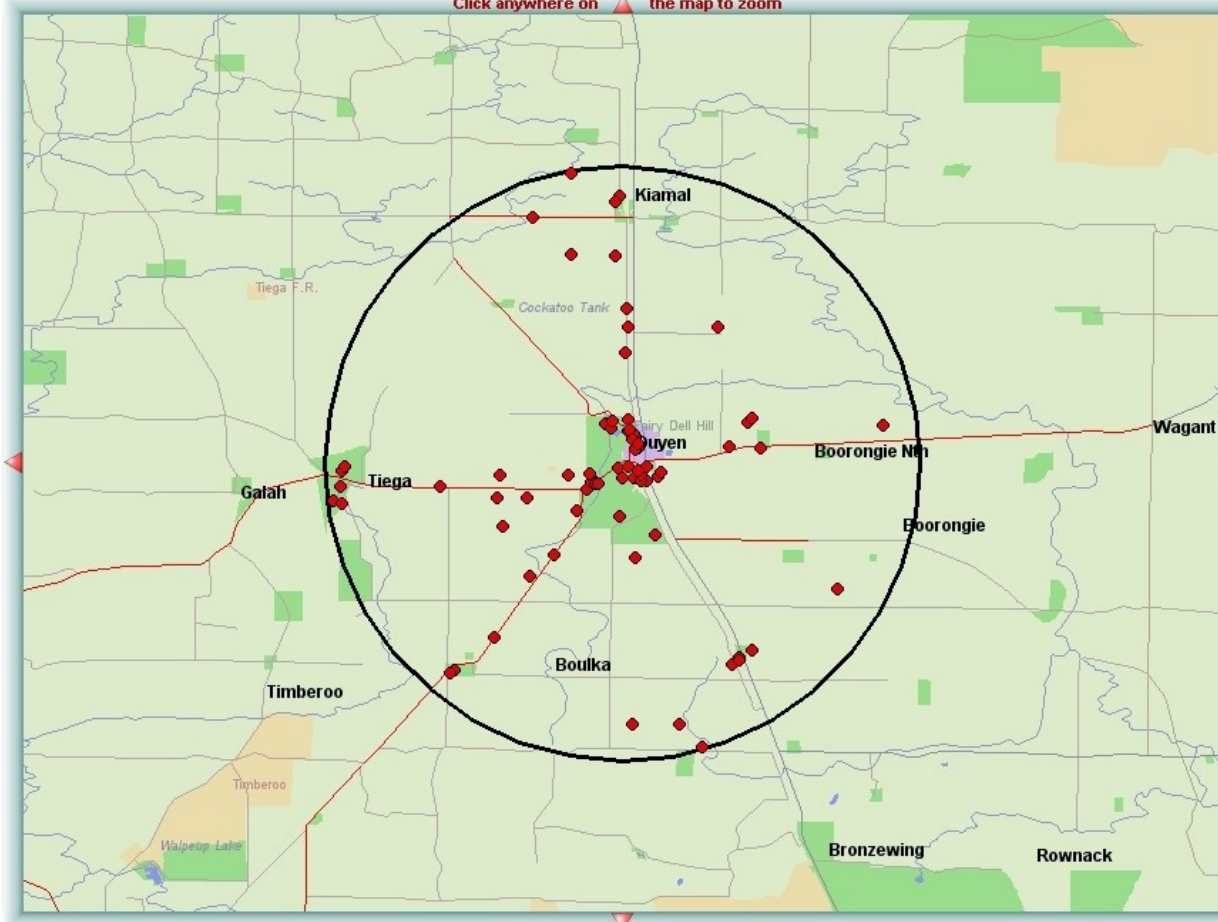 Click anywhere on the map to zoom
Kiamal
Tiega F.R.
Cockatoo Tank
Fairy Dell Hill
Wagant
Ouyen
Boorongie Nth
Tiega
Galah
Boorongie
Boulka
Timberoo
Timberoo
Walpeup Lake
Bronzewing
Rownack